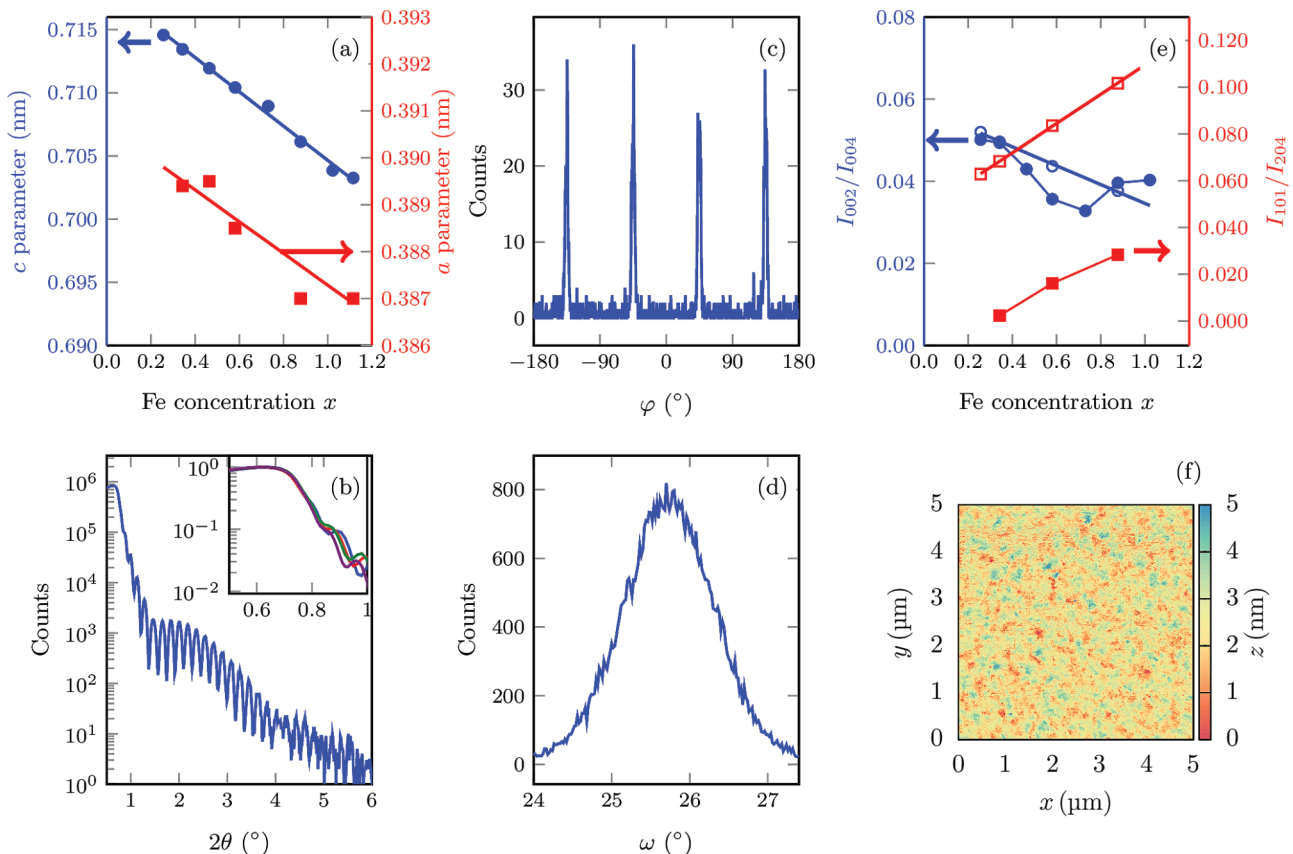 (a)
c parameter (nm)
0.715
0.710
0.705
0.700
0.695
0.690
0.393
0.392
0.391
0.390
0.389
0.388
0.387
0.386
a parameter (nm)
0.0 0.2 0.4 0.6 0.8 1.0 1.2
Fe concentration x
(c)
Counts
40
30
20
10
0
−180 −90 0 90 180
φ (°)
(e)
I002/I004
0.08
0.06
0.04
0.02
0.00
0.120
0.100
0.080
0.060
0.040
0.020
0.000
I101/I204
0.0 0.2 0.4 0.6 0.8 1.0 1.2
Fe concentration x
(b)
Counts
10⁶
10⁵
10⁴
10³
10²
10¹
10⁰
10⁰
10⁻¹
10⁻²
0.6 0.8 1
1 2 3 4 5 6
2θ (°)
(d)
Counts
800
600
400
200
0
24 25 26 27
ω (°)
(f)
y (µm)
5
4
3
2
1
0
0 1 2 3 4 5
x (µm)
5
4
3
2
1
0
z (nm)